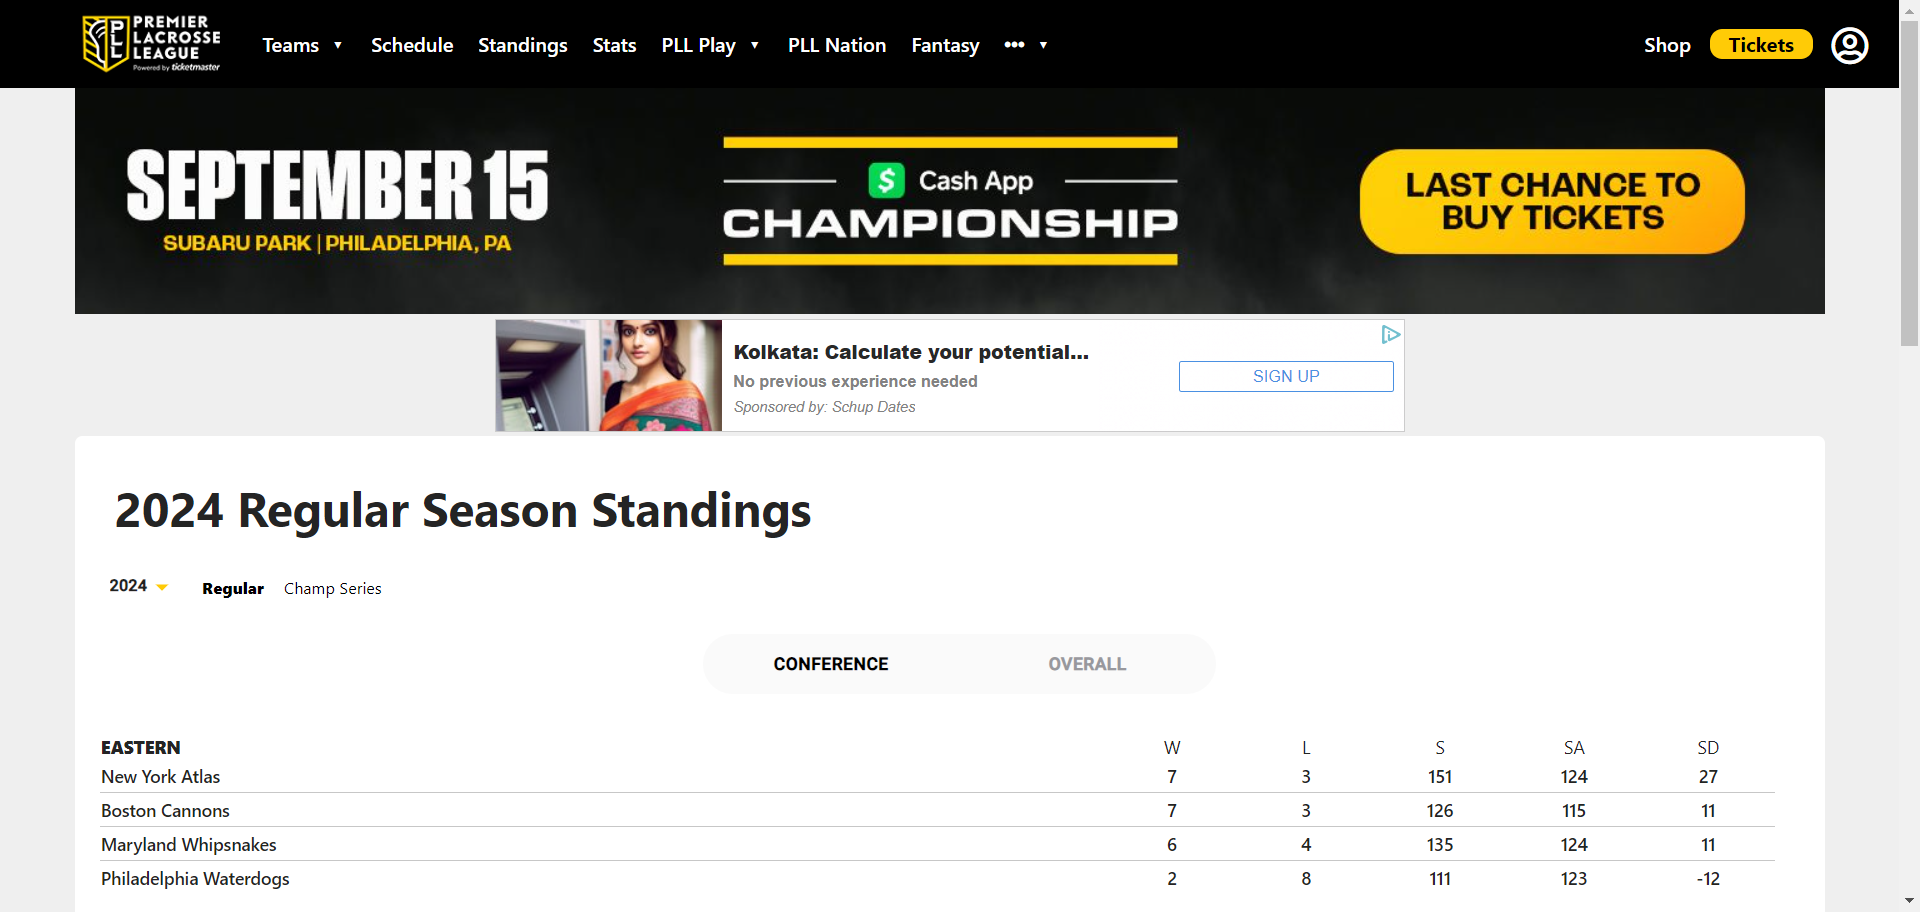 PREMIER
LACROSSE
LEAGUE
Powered by ticketmaster
PLL
Teams ▼ Schedule Standings Stats PLL Play ▼ PLL Nation Fantasy ••• ▼ Shop Tickets
SEPTEMBER 15
SUBARU PARK | PHILADELPHIA, PA
$ Cash App
CHAMPIONSHIP
LAST CHANCE TO
BUY TICKETS
Kolkata: Calculate your potential...
No previous experience needed
Sponsored by: Schup Dates
SIGN UP
2024 Regular Season Standings
2024 Regular Champ Series
CONFERENCE OVERALL
EASTERN W L S SA SD
New York Atlas 7 3 151 124 27
Boston Cannons 7 3 126 115 11
Maryland Whipsnakes 6 4 135 124 11
Philadelphia Waterdogs 2 8 111 123 -12